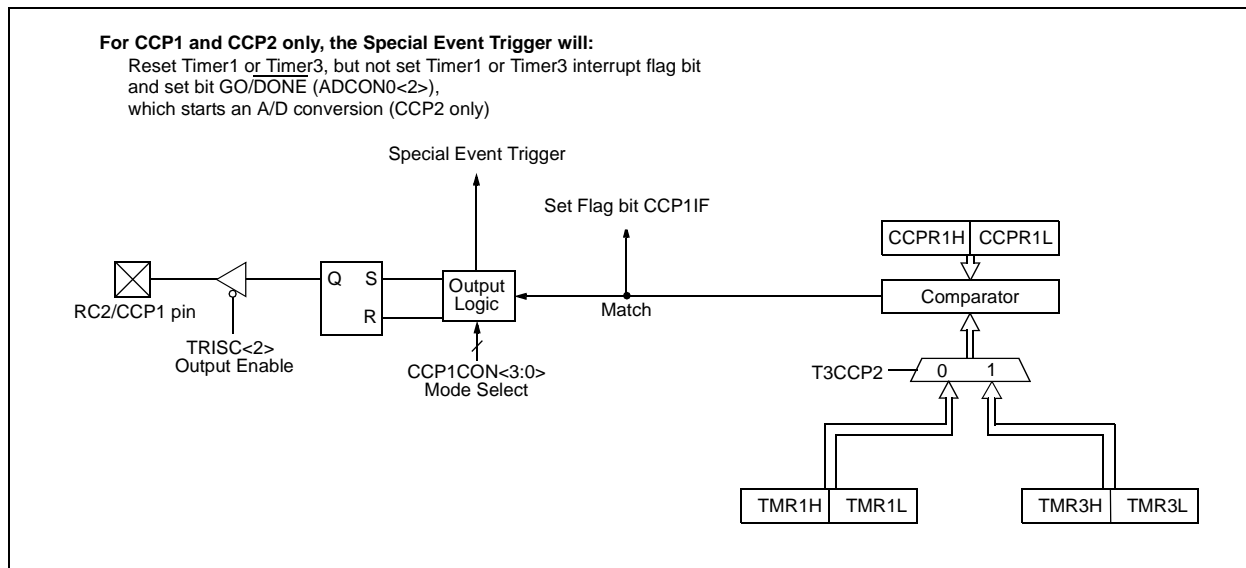 For CCP1 and CCP2 only, the Special Event Trigger will:
Reset Timer1 or Timer3, but not set Timer1 or Timer3 interrupt flag bit
and set bit GO/DONE (ADCON0<2>),
which starts an A/D conversion (CCP2 only)
Special Event Trigger
Set Flag bit CCP1IF
CCPR1H CCPR1L
Q S
R
Output
Logic
Match
Comparator
RC2/CCP1 pin
TRISC<2>
Output Enable
CCP1CON<3:0>
Mode Select
T3CCP2
0 1
TMR1H TMR1L
TMR3H TMR3L